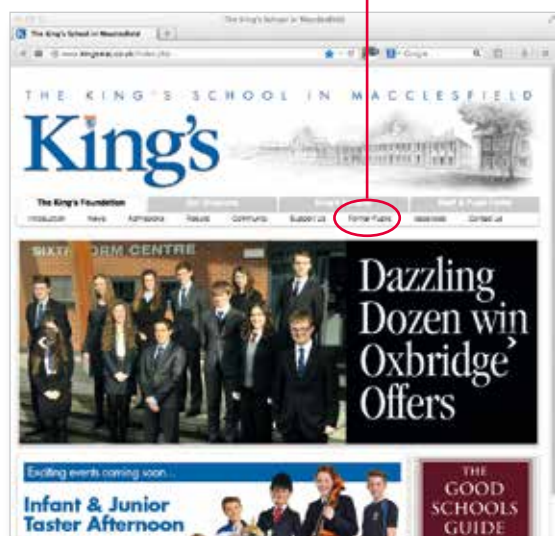 The King's School in Macclesfield
The King's School in Macclesfield
THE KING'S SCHOOL IN MACCLESFIELD
King's
The King's Foundation
Introduction News Admissions Results Community Support Us Former Pupils Vacancies Contact us
SIXTH FORM CENTRE
Dazzling
Dozen win
Oxbridge
Offers
Exciting events coming soon...
Infant & Junior
Taster Afternoon
THE
GOOD
SCHOOLS
GUIDE